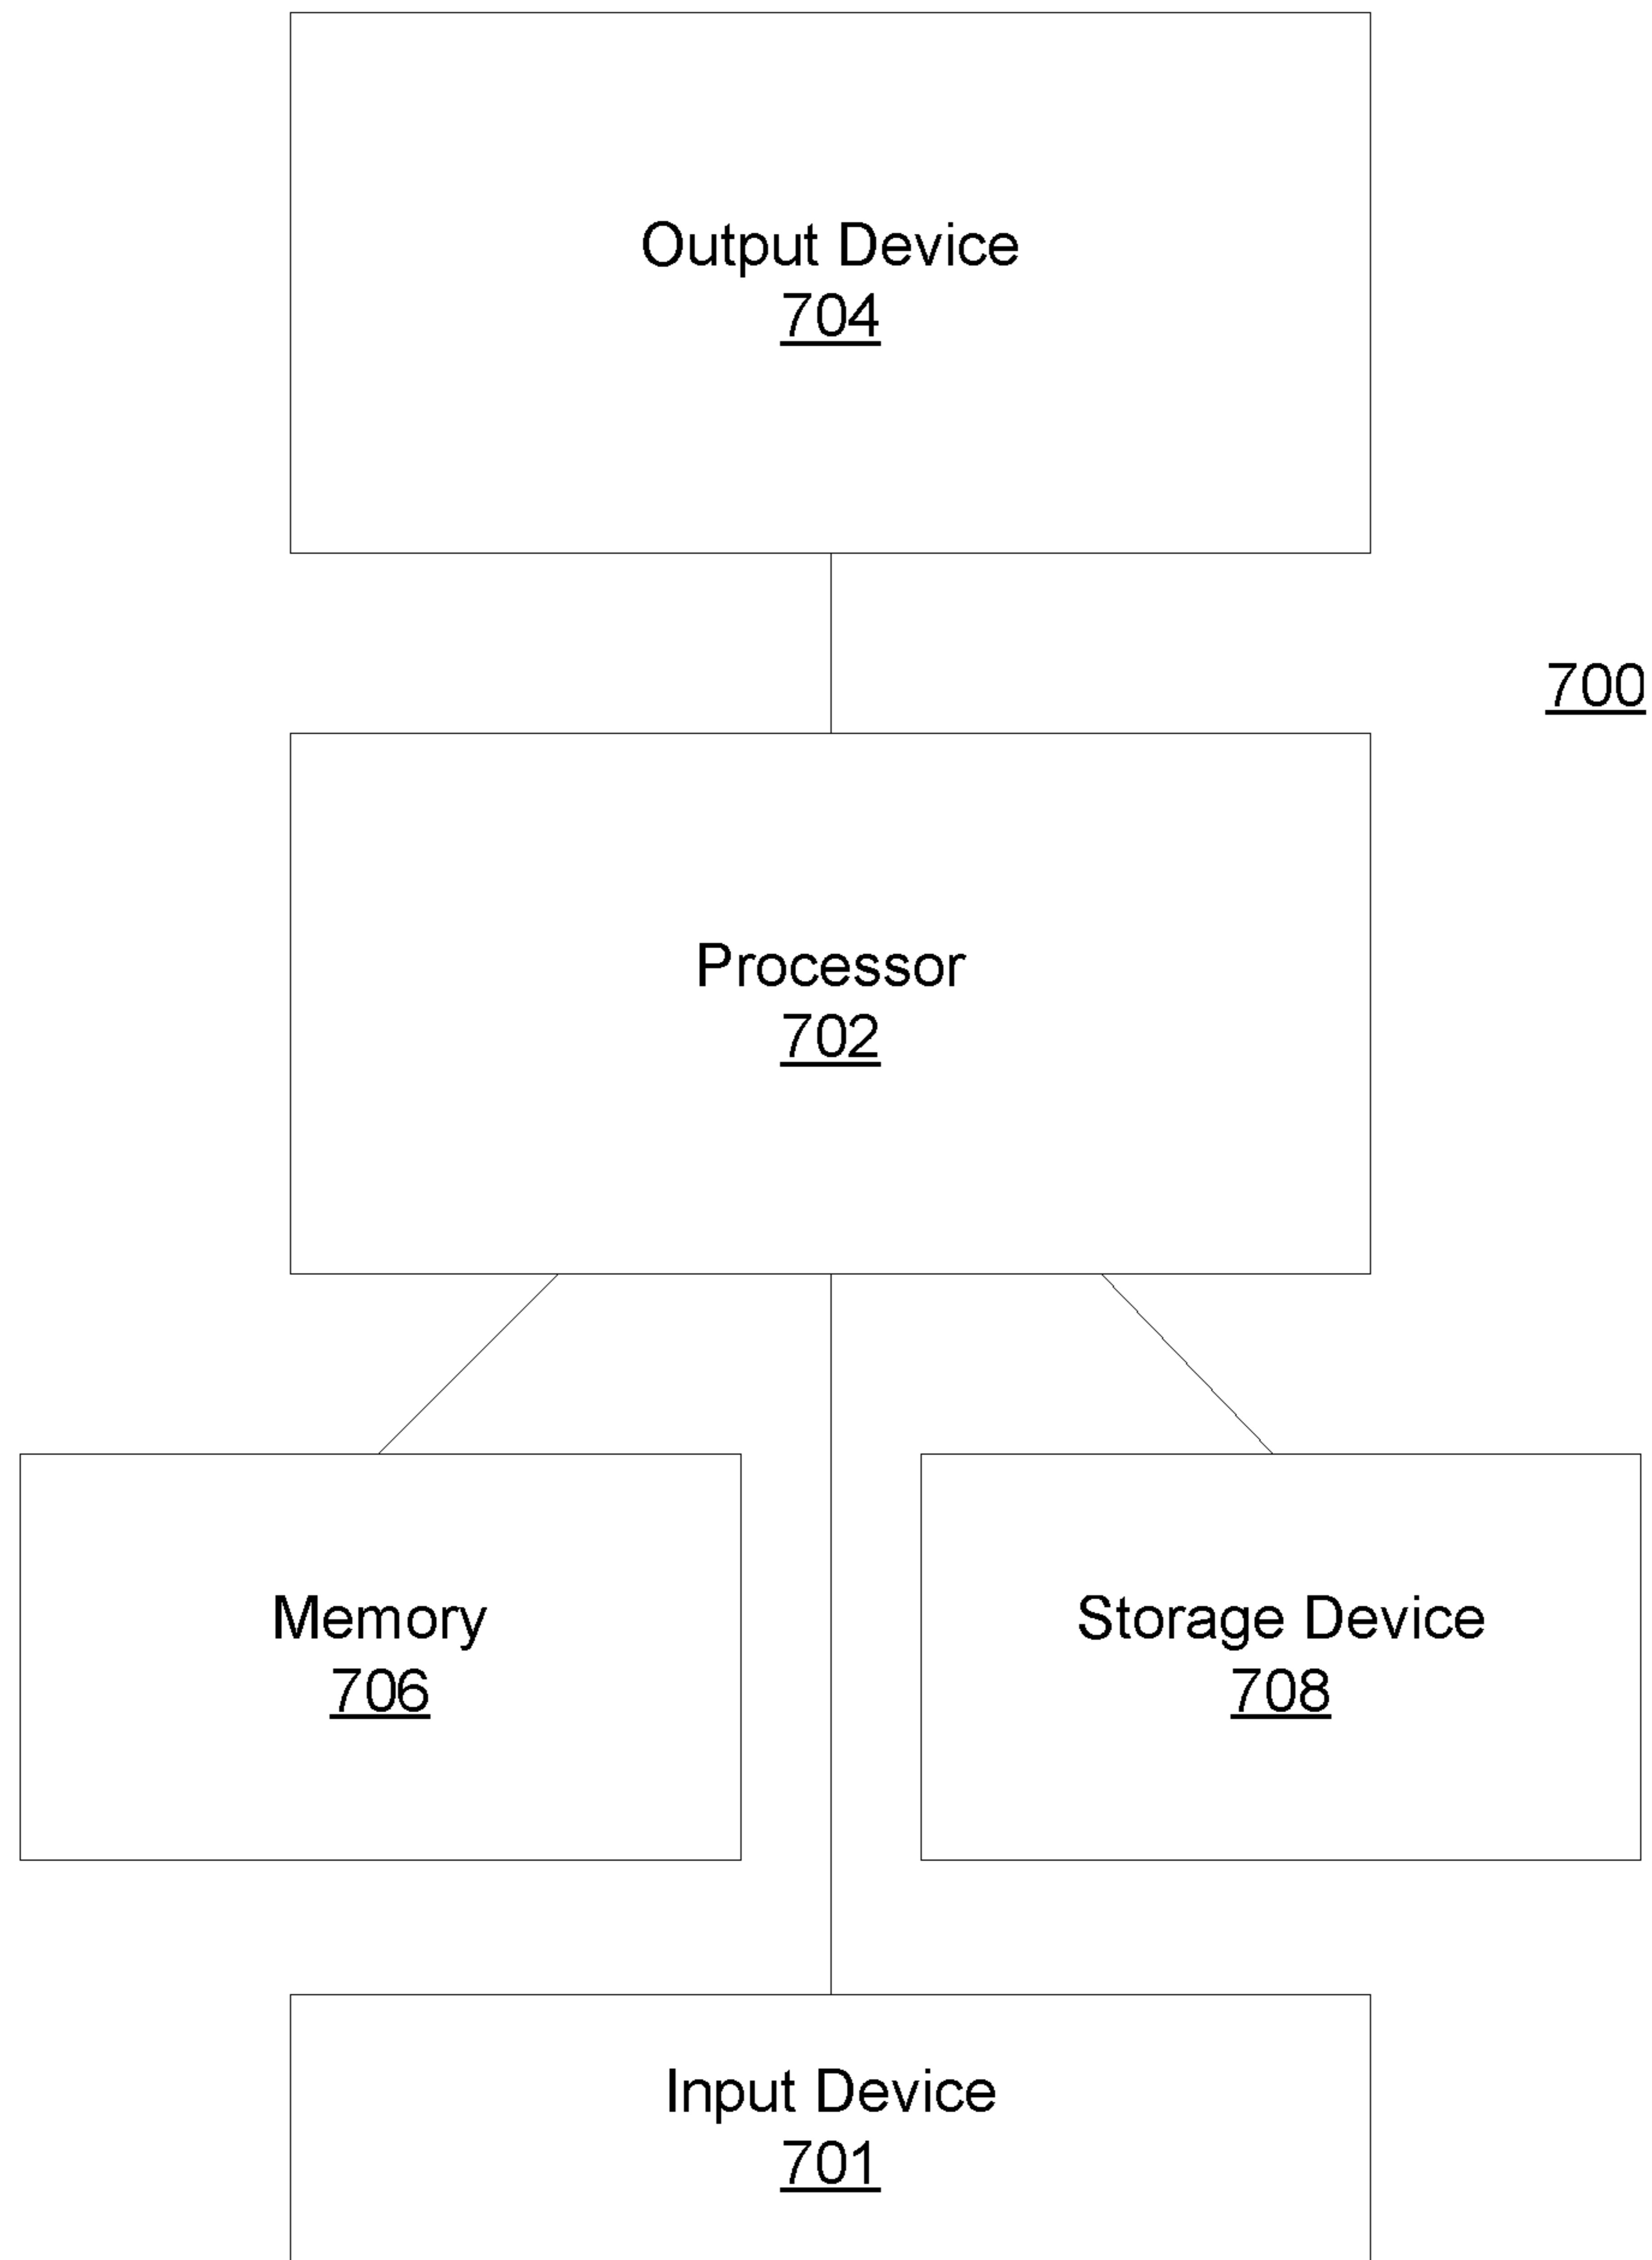 Output Device
704
700
Processor
702
Memory
706
Storage Device
708
Input Device
701